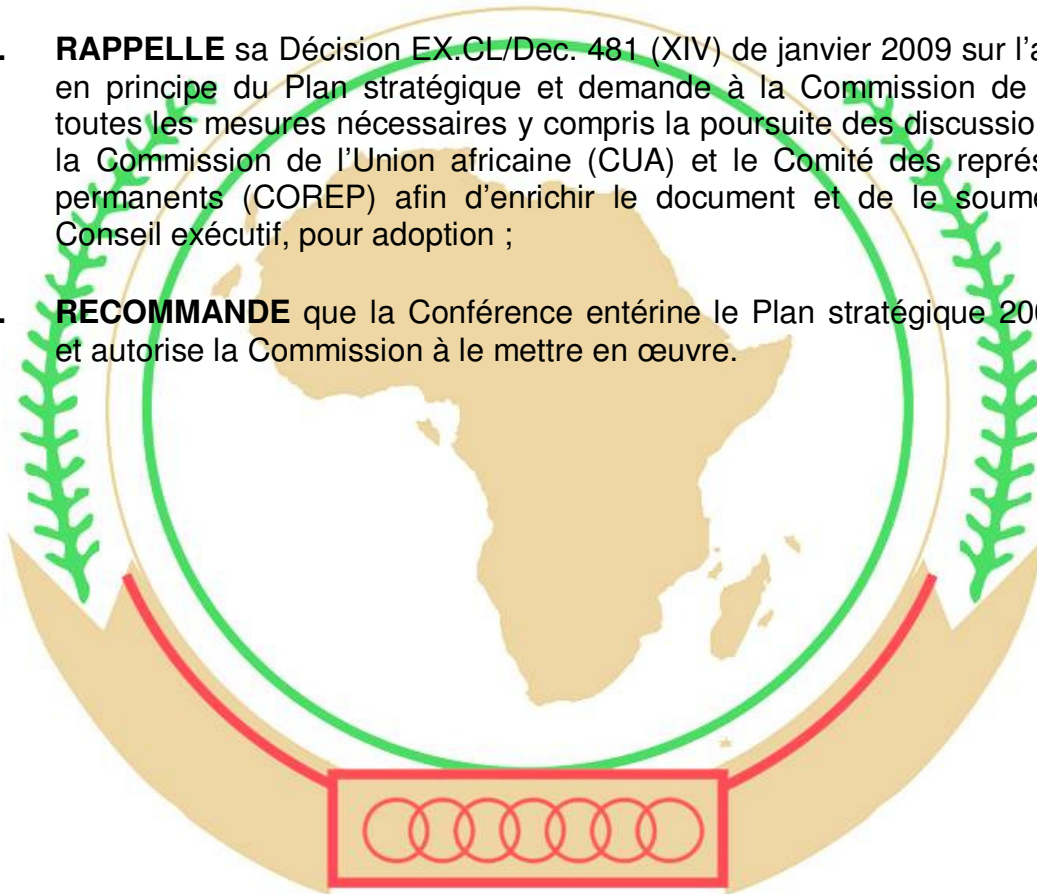 . RAPPELLE sa Décision EX.CL/Dec. 481 (XIV) de janvier 2009 sur l’a
en principe du Plan stratégique et demande à la Commission de
toutes les mesures nécessaires y compris la poursuite des discussio
la Commission de l’Union africaine (CUA) et le Comité des représ
permanents (COREP) afin d’enrichir le document et de le soume
Conseil exécutif, pour adoption ;
. RECOMMANDE que la Conférence entérine le Plan stratégique 200
et autorise la Commission à le mettre en œuvre.